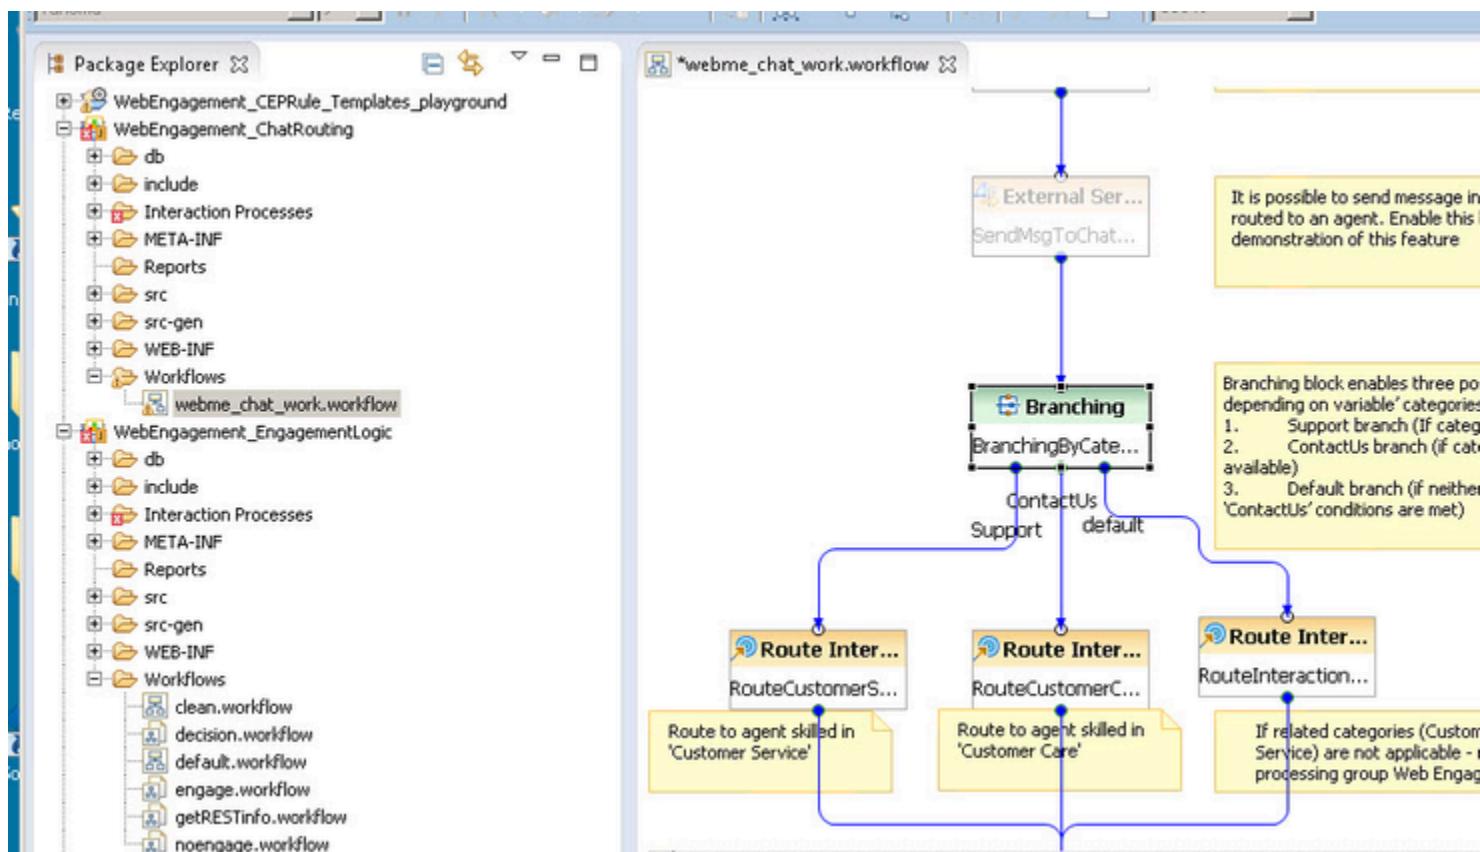 Package Explorer
WebEngagement_CEPRule_Templates_playground
WebEngagement_ChatRouting
db
include
Interaction Processes
META-INF
Reports
src
src-gen
WEB-INF
Workflows
webme_chat_work.workflow
WebEngagement_EngagementLogic
db
include
Interaction Processes
META-INF
Reports
src
src-gen
WEB-INF
Workflows
clean.workflow
decision.workflow
default.workflow
engage.workflow
getRESTinfo.workflow
noengage.workflow
*webme_chat_work.workflow
External Ser...
SendMsgToChat...
It is possible to send message in
routed to an agent. Enable this
demonstration of this feature
Branching
BranchingByCate...
Branching block enables three po
depending on variable' categories
1. Support branch (If categ
2. ContactUs branch (if cate
available)
3. Default branch (if neither
'ContactUs' conditions are met)
ContactUs
Support
default
Route Inter...
RouteCustomerS...
Route to agent skilled in
'Customer Service'
Route Inter...
RouteCustomerC...
Route to agent skilled in
'Customer Care'
Route Inter...
RouteInteraction...
If related categories (Custom
Service) are not applicable -
processing group Web Engag